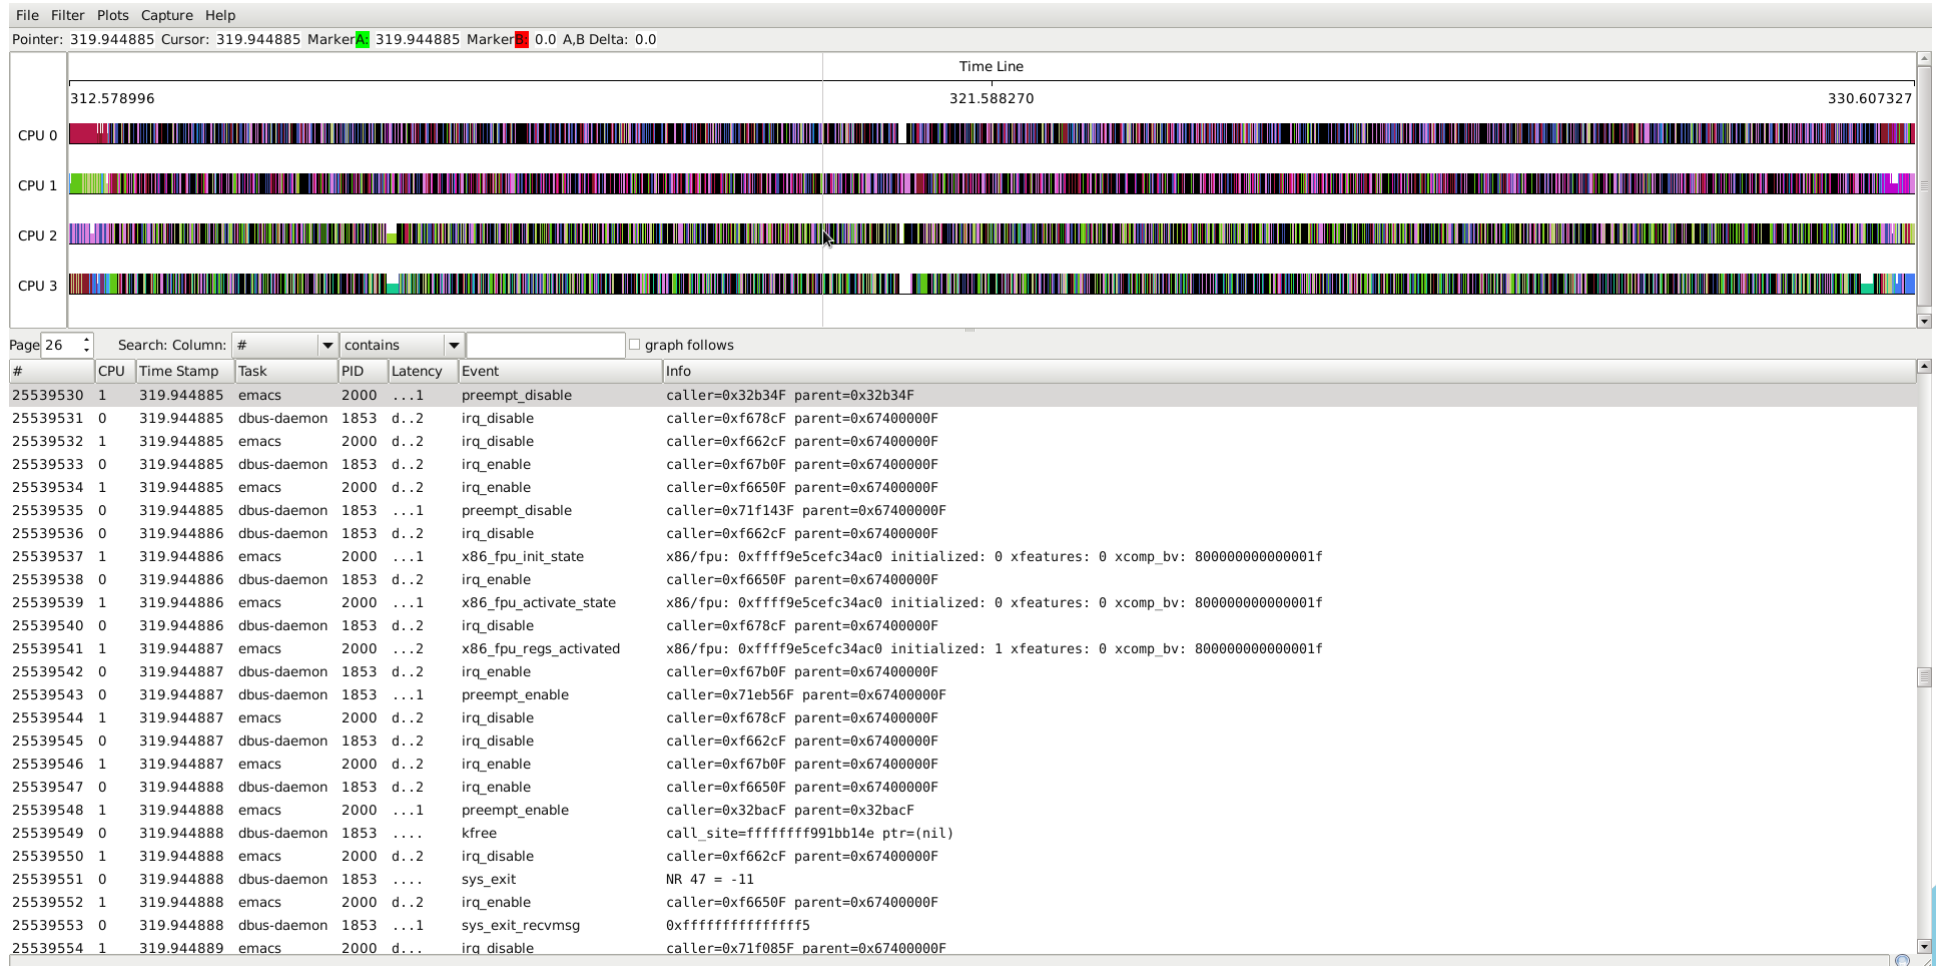 File Filter Plots Capture Help
Pointer: 319.944885 Cursor: 319.944885 Marker A: 319.944885 Marker B: 0.0 A,B Delta: 0.0
Time Line
312.578996 321.588270 330.607327
CPU 0
CPU 1
CPU 2
CPU 3
Page 26 Search: Column: # contains graph follows
# CPU Time Stamp Task PID Latency Event Info
25539530 1 319.944885 emacs 2000 ...1 preempt_disable caller=0x32b34F parent=0x32b34F
25539531 0 319.944885 dbus-daemon 1853 d..2 irq_disable caller=0xf678cF parent=0x67400000F
25539532 1 319.944885 emacs 2000 d..2 irq_disable caller=0xf662cF parent=0x67400000F
25539533 0 319.944885 dbus-daemon 1853 d..2 irq_enable caller=0xf67b0F parent=0x67400000F
25539534 1 319.944885 emacs 2000 d..2 irq_enable caller=0xf6650F parent=0x67400000F
25539535 0 319.944885 dbus-daemon 1853 ...1 preempt_disable caller=0x71f143F parent=0x67400000F
25539536 0 319.944886 dbus-daemon 1853 d..2 irq_disable caller=0xf662cF parent=0x67400000F
25539537 1 319.944886 emacs 2000 ...1 x86_fpu_init_state x86/fpu: 0xffff9e5cefc34ac0 initialized: 0 xfeatures: 0 xcomp_bv: 800000000000001f
25539538 0 319.944886 dbus-daemon 1853 d..2 irq_enable caller=0xf6650F parent=0x67400000F
25539539 1 319.944886 emacs 2000 ...1 x86_fpu_activate_state x86/fpu: 0xffff9e5cefc34ac0 initialized: 0 xfeatures: 0 xcomp_bv: 800000000000001f
25539540 0 319.944886 dbus-daemon 1853 d..2 irq_disable caller=0xf678cF parent=0x67400000F
25539541 1 319.944887 emacs 2000 ...2 x86_fpu_regs_activated x86/fpu: 0xffff9e5cefc34ac0 initialized: 1 xfeatures: 0 xcomp_bv: 800000000000001f
25539542 0 319.944887 dbus-daemon 1853 d..2 irq_enable caller=0xf67b0F parent=0x67400000F
25539543 0 319.944887 dbus-daemon 1853 ...1 preempt_enable caller=0x71eb56F parent=0x67400000F
25539544 1 319.944887 emacs 2000 d..2 irq_disable caller=0xf678cF parent=0x67400000F
25539545 0 319.944887 dbus-daemon 1853 d..2 irq_disable caller=0xf662cF parent=0x67400000F
25539546 1 319.944887 emacs 2000 d..2 irq_enable caller=0xf67b0F parent=0x67400000F
25539547 0 319.944888 dbus-daemon 1853 d..2 irq_enable caller=0xf6650F parent=0x67400000F
25539548 1 319.944888 emacs 2000 ...1 preempt_enable caller=0x32bacF parent=0x32bacF
25539549 0 319.944888 dbus-daemon 1853 .... kfree call_site=ffffffff991bb14e ptr=(nil)
25539550 1 319.944888 emacs 2000 d..2 irq_disable caller=0xf662cF parent=0x67400000F
25539551 0 319.944888 dbus-daemon 1853 .... sys_exit NR 47 = -11
25539552 1 319.944888 emacs 2000 d..2 irq_enable caller=0xf6650F parent=0x67400000F
25539553 0 319.944888 dbus-daemon 1853 ...1 sys_exit_recvmsg 0xfffffffffffffff5
25539554 1 319.944889 emacs 2000 d... irq_disable caller=0x71f085F parent=0x67400000F